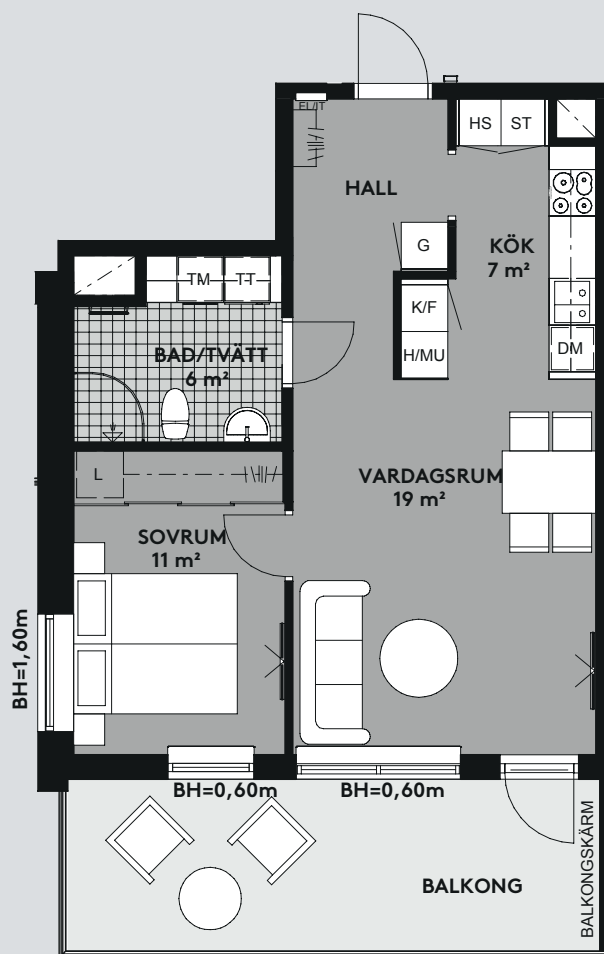 EL/IT
HS
ST
HALL
G
KÖK
7 m²
K/F
H/MU
TM
TT
DM
BAD/TVÄTT
6 m²
L
VARDAGSRUM
19 m²
SOVRUM
11 m²
BH=1,60m
BH=0,60m
BH=0,60m
BALKONG
BALKONGSKÄRM